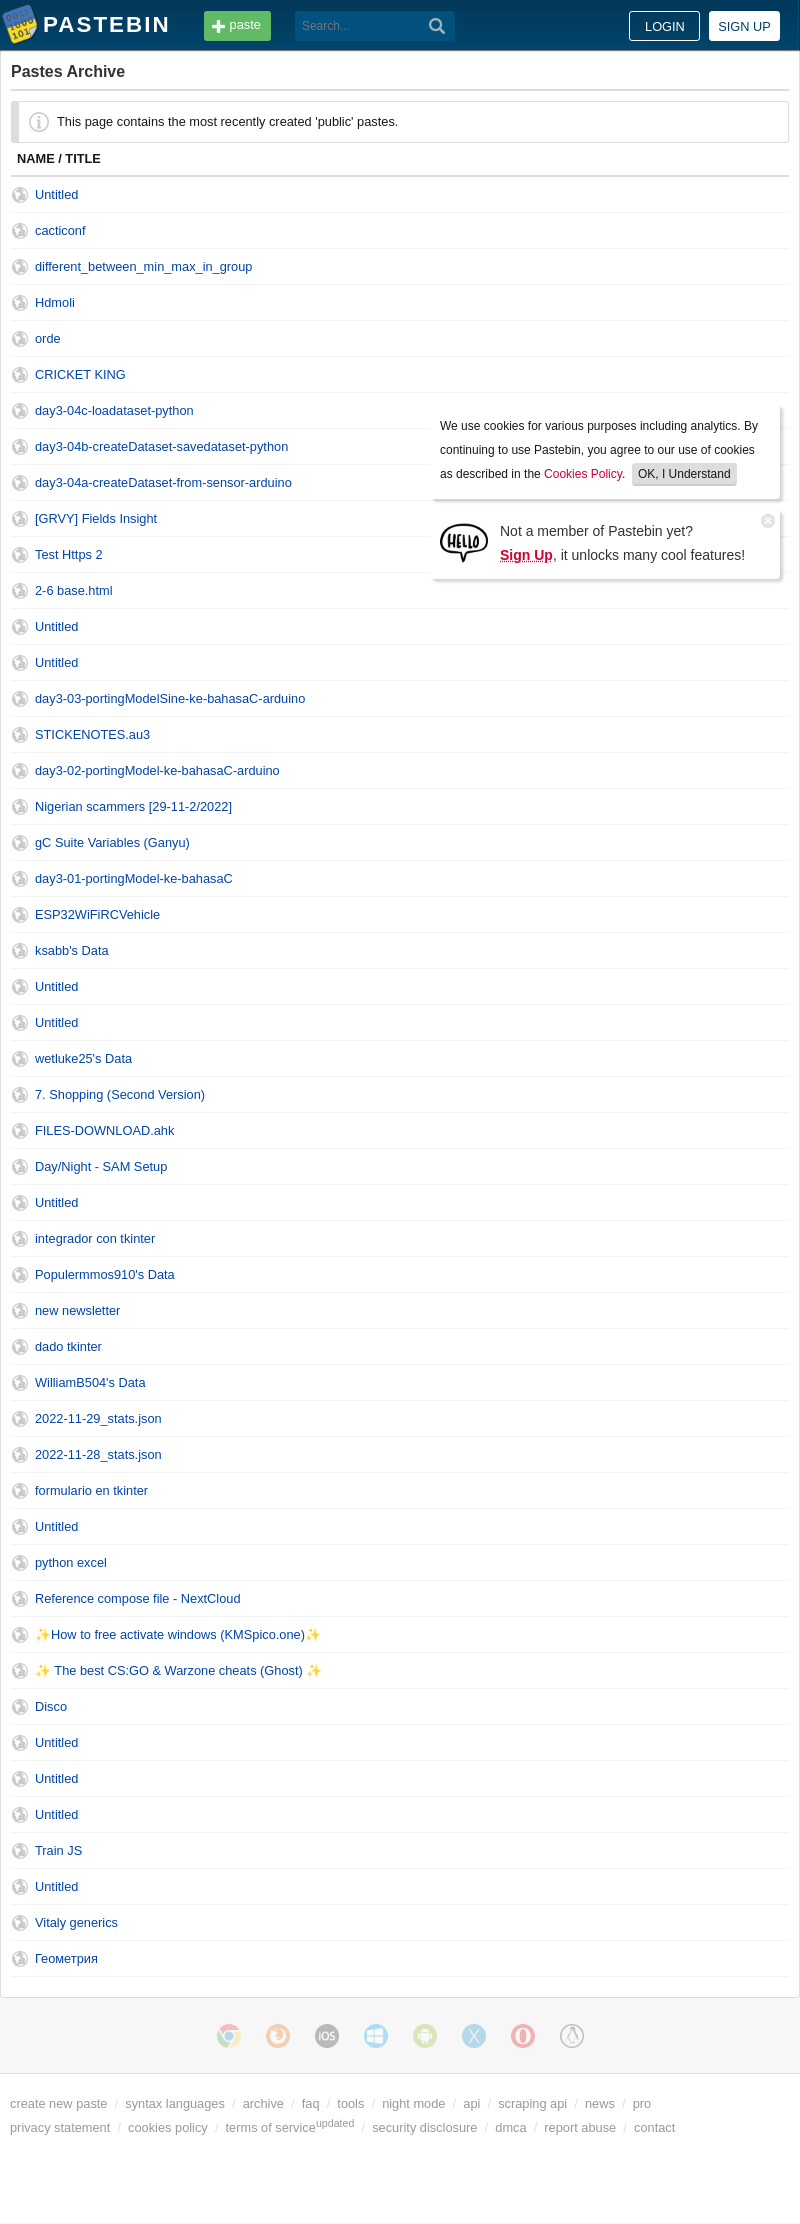 PASTEBIN paste Search... LOGIN SIGN UP
Pastes Archive
This page contains the most recently created 'public' pastes.
NAME / TITLE
Untitled
cacticonf
different_between_min_max_in_group
Hdmoli
orde
CRICKET KING
day3-04c-loadataset-python
day3-04b-createDataset-savedataset-python
day3-04a-createDataset-from-sensor-arduino
[GRVY] Fields Insight
Test Https 2
2-6 base.html
Untitled
Untitled
day3-03-portingModelSine-ke-bahasaC-arduino
STICKENOTES.au3
day3-02-portingModel-ke-bahasaC-arduino
Nigerian scammers [29-11-2/2022]
gC Suite Variables (Ganyu)
day3-01-portingModel-ke-bahasaC
ESP32WiFiRCVehicle
ksabb's Data
Untitled
Untitled
wetluke25's Data
7. Shopping (Second Version)
FILES-DOWNLOAD.ahk
Day/Night - SAM Setup
Untitled
integrador con tkinter
Populermmos910's Data
new newsletter
dado tkinter
WilliamB504's Data
2022-11-29_stats.json
2022-11-28_stats.json
formulario en tkinter
Untitled
python excel
Reference compose file - NextCloud
✨How to free activate windows (KMSpico.one)✨
✨ The best CS:GO & Warzone cheats (Ghost) ✨
Disco
Untitled
Untitled
Untitled
Train JS
Untitled
Vitaly generics
Геометрия
We use cookies for various purposes including analytics. By
continuing to use Pastebin, you agree to our use of cookies
as described in the Cookies Policy. OK, I Understand
HELLO
Not a member of Pastebin yet?
Sign Up, it unlocks many cool features!
iOS
create new paste / syntax languages / archive / faq / tools / night mode / api / scraping api / news / pro
privacy statement / cookies policy / terms of serviceupdated / security disclosure / dmca / report abuse / contact